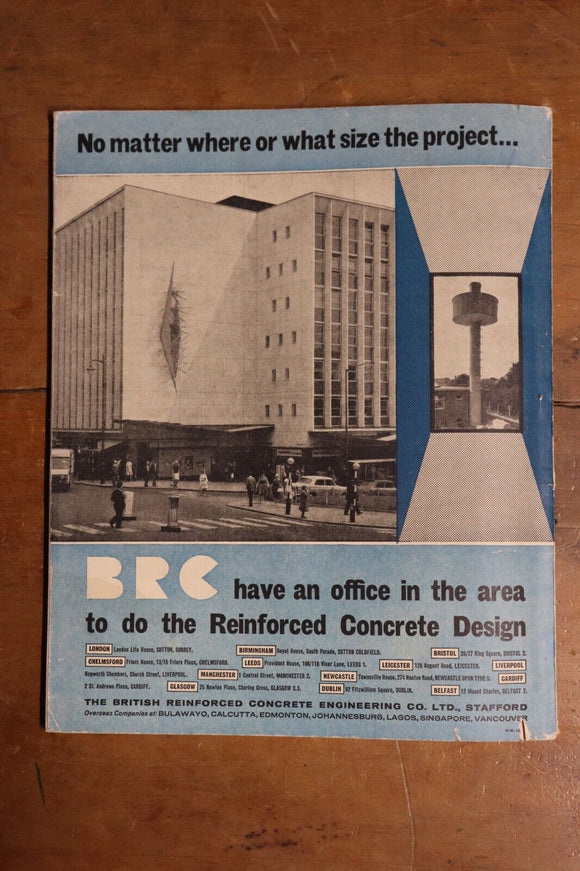 No matter where or what size the project...
BRC have an office in the area
to do the Reinforced Concrete Design
LONDON London Life House, SUTTON, SURREY. BIRMINGHAM Royal House, South Parade, SUTTON COLDFIELD. BRISTOL 26/27 King Square, BRISTOL 2.
CHELMSFORD Friars House, 13/15 Friars Place, CHELMSFORD. LEEDS Provident House, 108/118 Vicar Lane, LEEDS 1. LEICESTER 126 Regent Road, LEICESTER. LIVERPOOL
Hepworth Chambers, Church Street, LIVERPOOL. MANCHESTER 1 Central Street, MANCHESTER 2. NEWCASTLE Townsville House, 274 Heaton Road, NEWCASTLE UPON TYNE 6. CARDIFF
2 St. Andrews Place, CARDIFF. GLASGOW 25 Newton Place, Charing Cross, GLASGOW C.3. DUBLIN 52 Fitzwilliam Square, DUBLIN. BELFAST 12 Mount Charles, BELFAST 2.
THE BRITISH REINFORCED CONCRETE ENGINEERING CO. LTD., STAFFORD
Overseas Companies at: BULAWAYO, CALCUTTA, EDMONTON, JOHANNESBURG, LAGOS, SINGAPORE, VANCOUVER